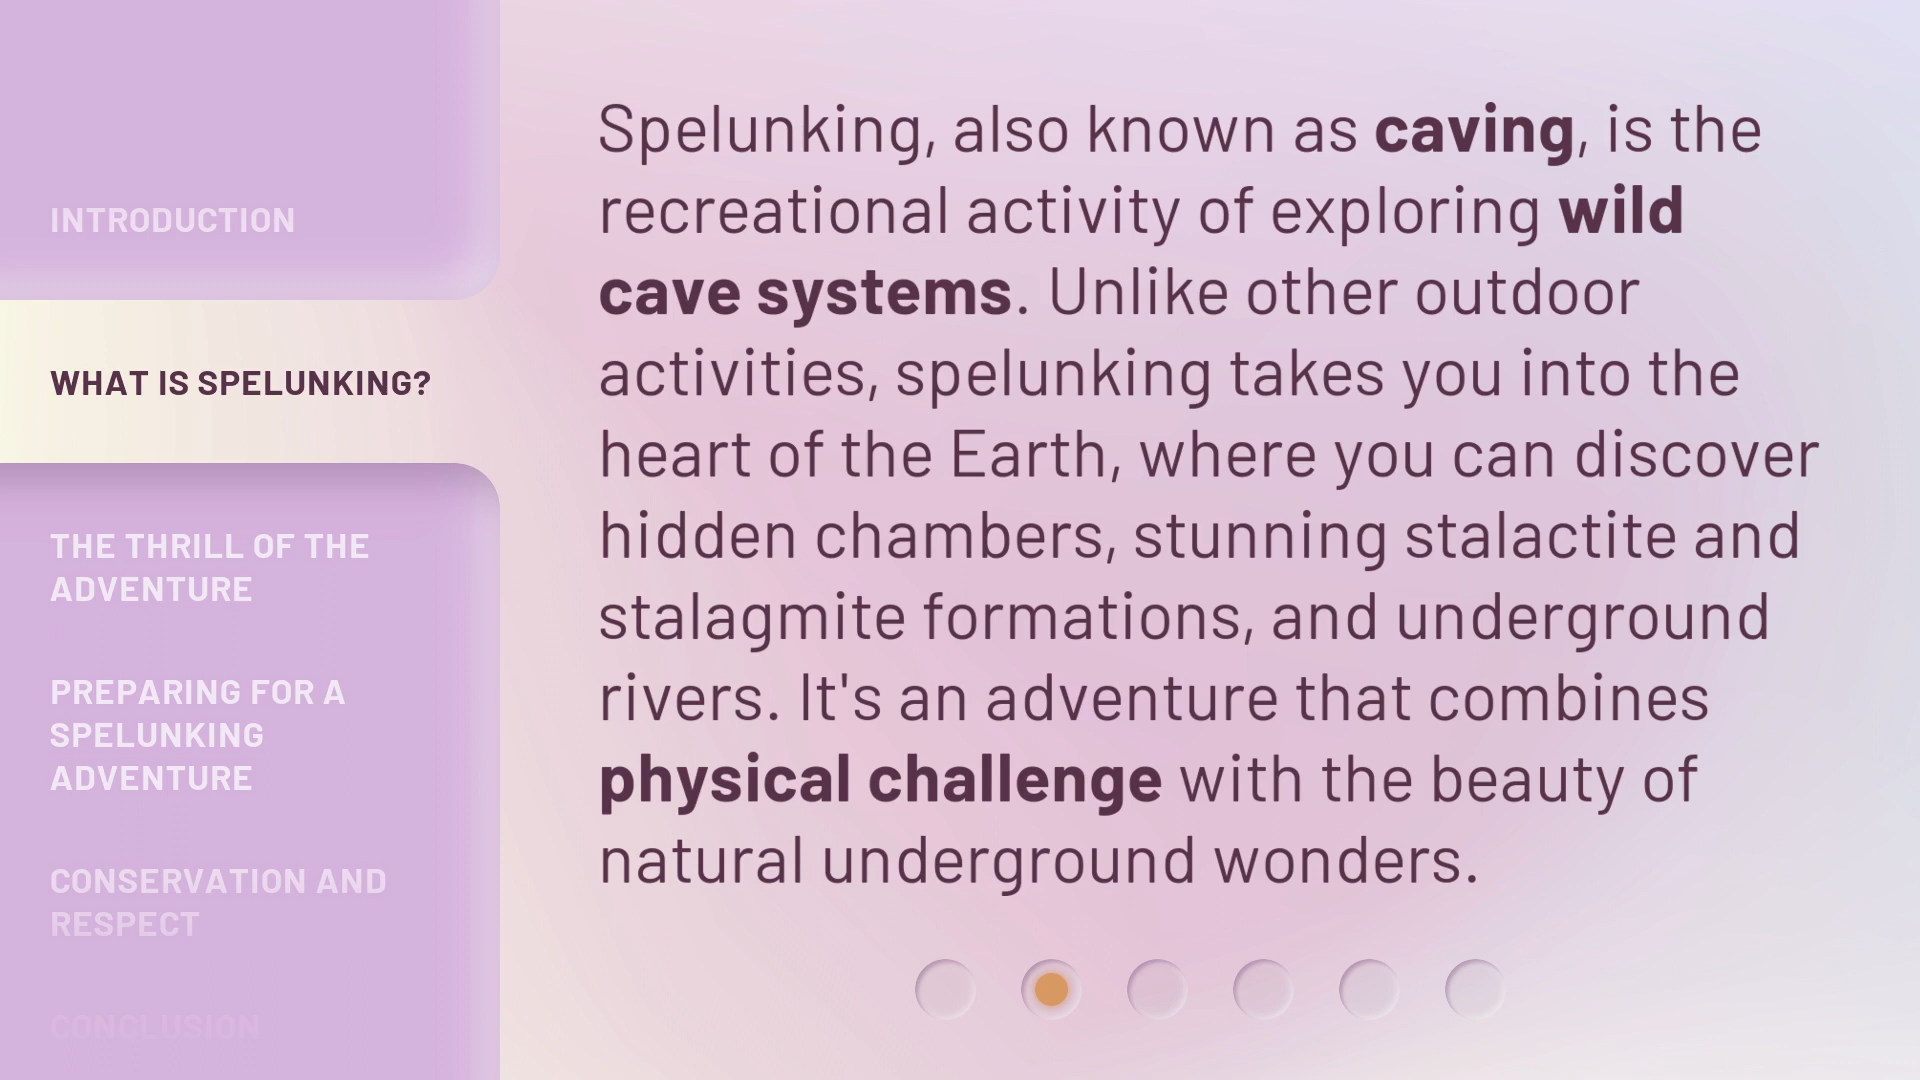 INTRODUCTION
WHAT IS SPELUNKING?
THE THRILL OF THE
ADVENTURE
PREPARING FOR A
SPELUNKING
ADVENTURE
CONSERVATION AND
RESPECT
CONCLUSION
Spelunking, also known as caving, is the
recreational activity of exploring wild
cave systems. Unlike other outdoor
activities, spelunking takes you into the
heart of the Earth, where you can discover
hidden chambers, stunning stalactite and
stalagmite formations, and underground
rivers. It's an adventure that combines
physical challenge with the beauty of
natural underground wonders.